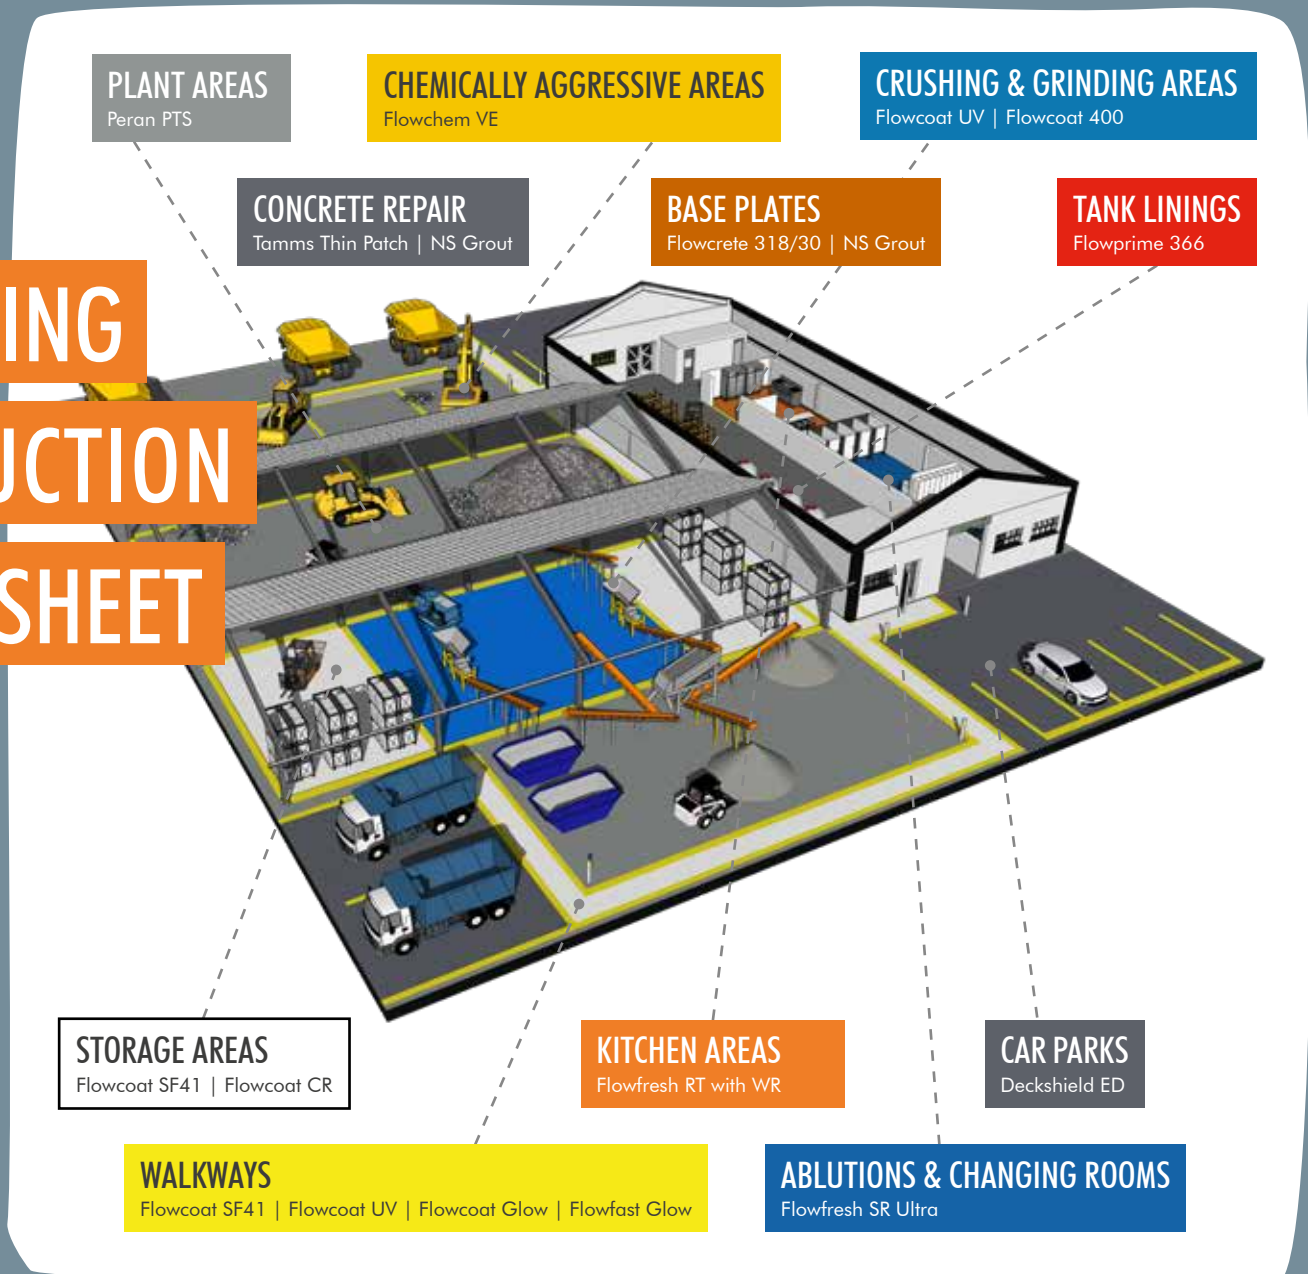 PLANT AREAS
Peran PTS
CHEMICALLY AGGRESSIVE AREAS
Flowchem VE
CRUSHING & GRINDING AREAS
Flowcoat UV | Flowcoat 400
CONCRETE REPAIR
Tamms Thin Patch | NS Grout
BASE PLATES
Flowcrete 318/30 | NS Grout
TANK LININGS
Flowprime 366
ING
UCTION
SHEET
STORAGE AREAS
Flowcoat SF41 | Flowcoat CR
KITCHEN AREAS
Flowfresh RT with WR
CAR PARKS
Deckshield ED
WALKWAYS
Flowcoat SF41 | Flowcoat UV | Flowcoat Glow | Flowfast Glow
ABLUTIONS & CHANGING ROOMS
Flowfresh SR Ultra